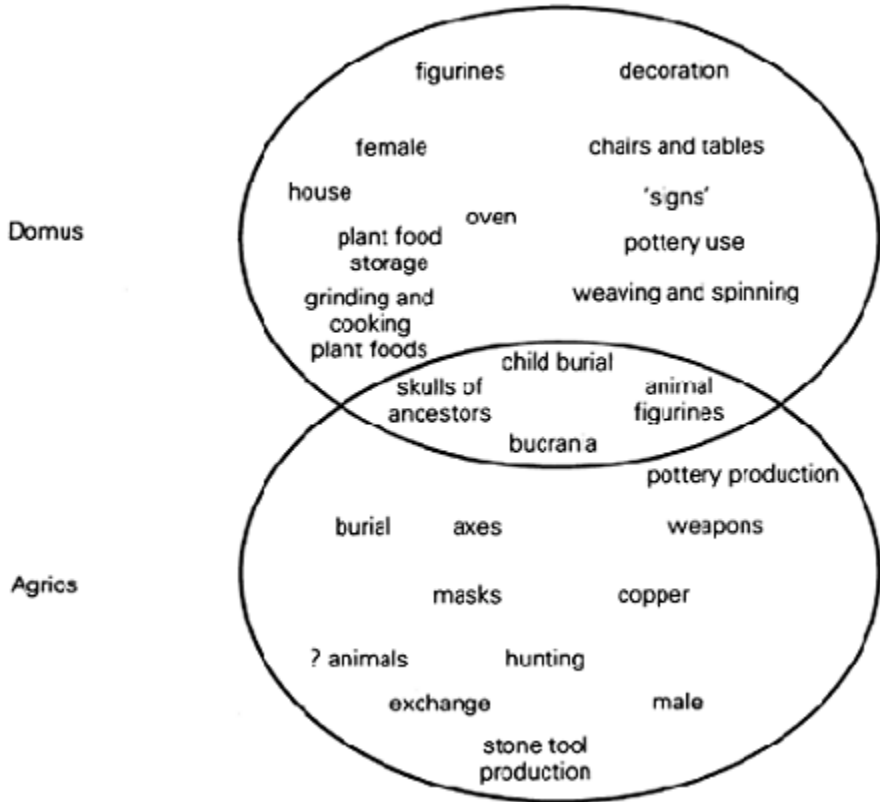 figurines
decoration
female
chairs and tables
house
'signs'
oven
Domus
plant food
storage
pottery use
grinding and
cooking
plant foods
weaving and spinning
child burial
skulls of
ancestors
animal
figurines
bucrania
pottery production
burial
axes
weapons
Agrios
masks
copper
? animals
hunting
exchange
male
stone tool
production